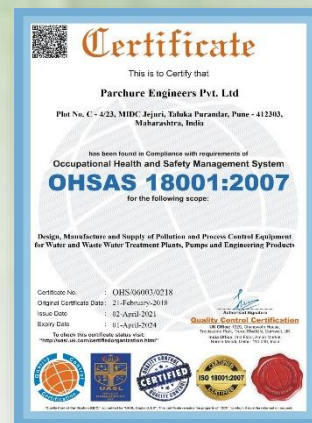 Certificate
This is to Certify that
Parchure Engineers Pvt. Ltd
Plot No. C - 4/23, MIDC Jejuri, Taluka Purandar, Pune - 412303,
Maharashtra, India
has been found in Compliance with requirements of
Occupational Health and Safety Management System
OHSAS 18001:2007
for the following scope:
Design, Manufacture and Supply of Pollution and Process Control Equipment
for Water and Waste Water Treatment Plants, Pumps and Engineering Products
Certificate No. : OHS/06003/0218
Original Certificate Date : 21-February-2018
Issue Date : 02-April-2021
Expiry Date : 01-April-2024
To check this certificate status visit:
Authorised Signature
Quality Control Certification
UASL
CERTIFIED
ISO 18001:2007